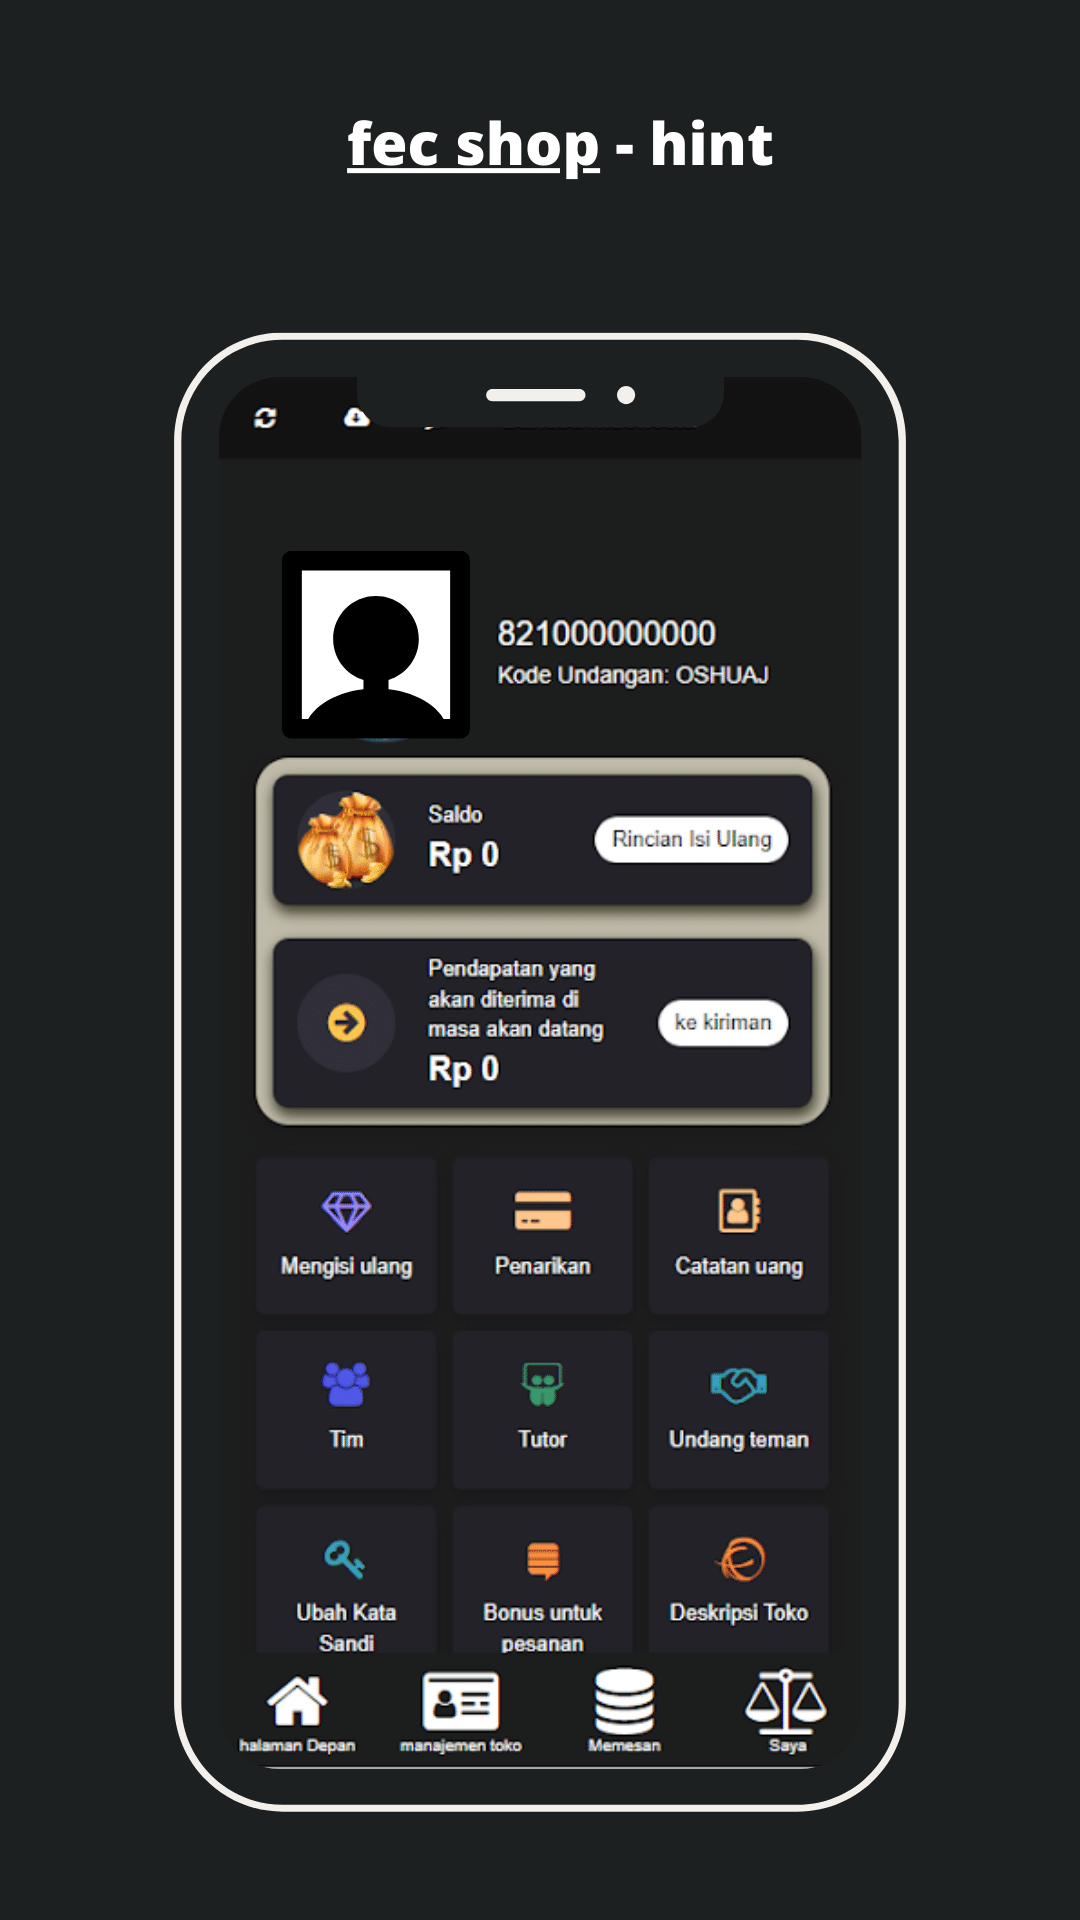 fec shop - hint
821000000000
Kode Undangan: OSHUAJ
Saldo
Rp 0
Rincian Isi Ulang
Pendapatan yang
akan diterima di
masa akan datang
Rp 0
ke kiriman
Mengisi ulang
Penarikan
Catatan uang
Tim
Tutor
Undang teman
Ubah Kata
Sandi
Bonus untuk
pesanan
Deskripsi Toko
halaman Depan
manajemen toko
Memesan
Saya